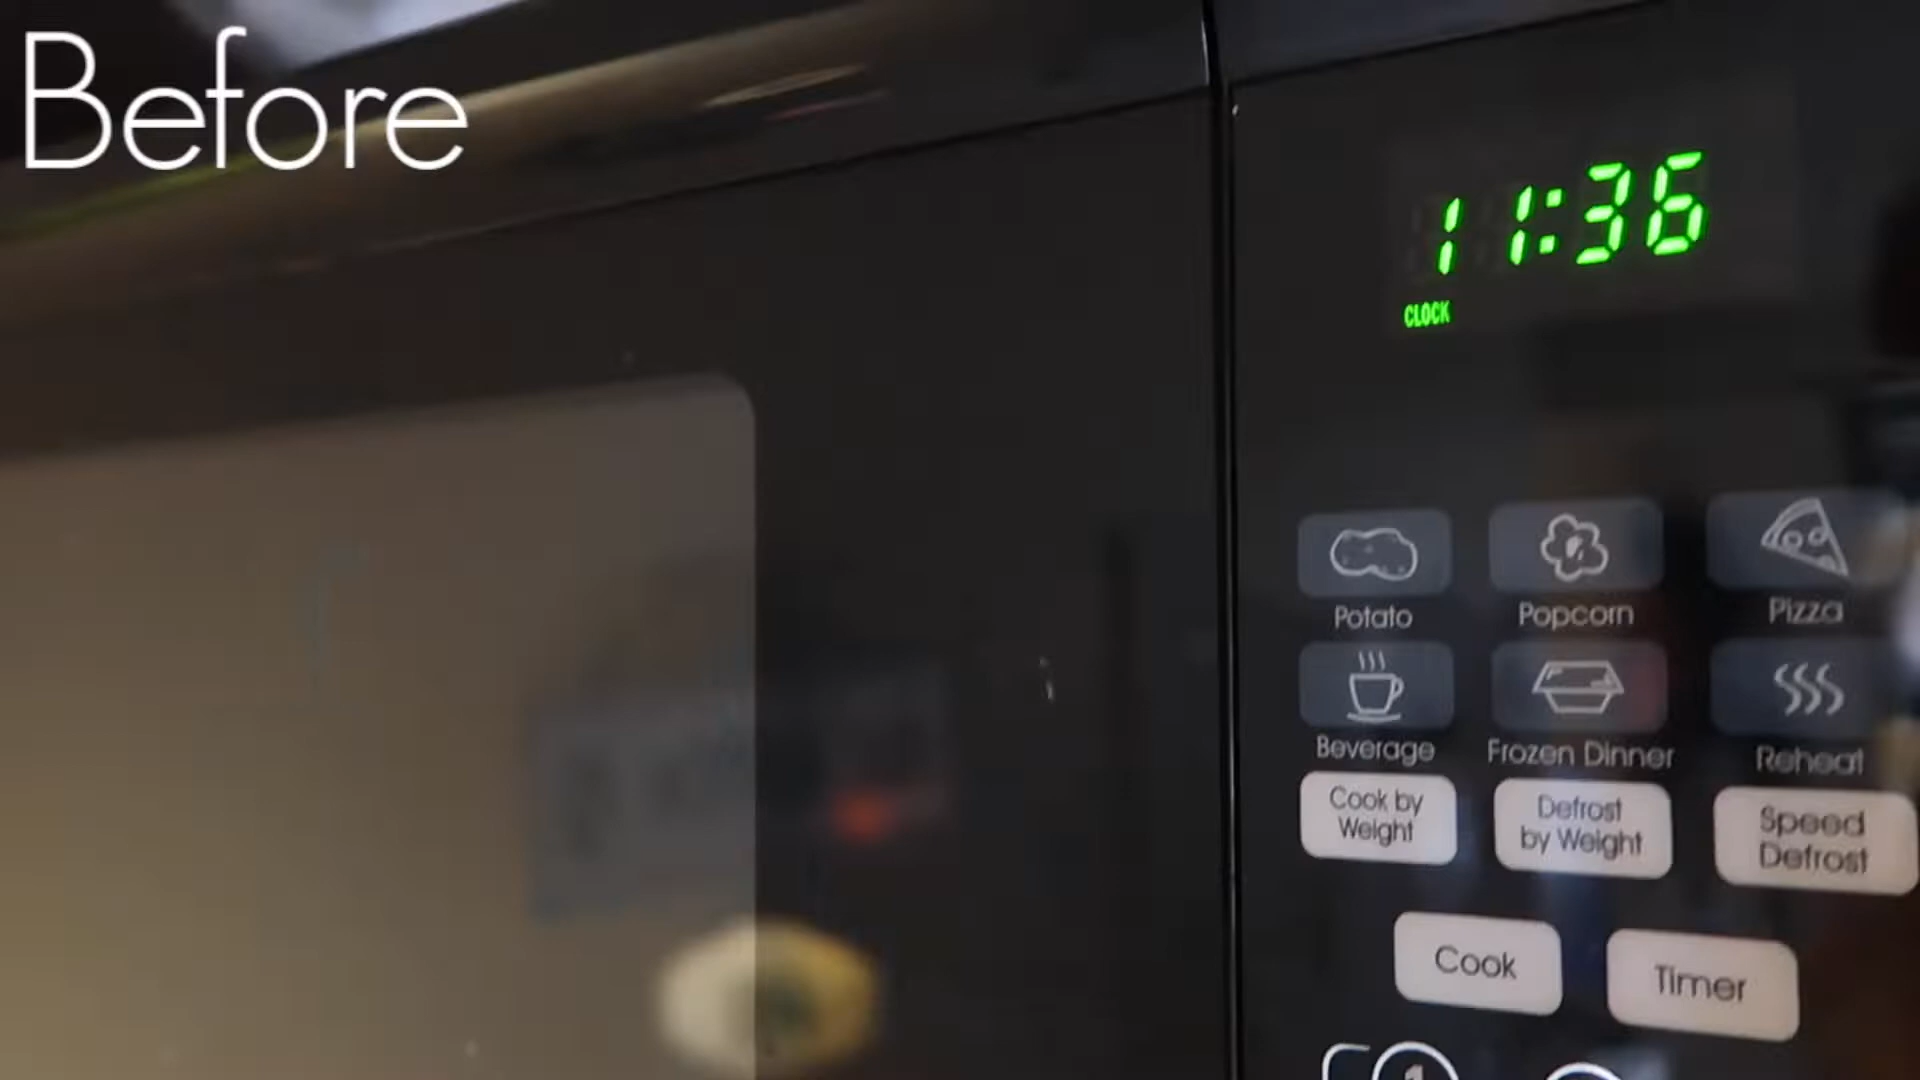 Before
11:36
CLOCK
Potato
Popcorn
Pizza
Beverage
Frozen Dinner
Reheat
Cook by
Weight
Defrost
by Weight
Speed
Defrost
Cook
Timer
1